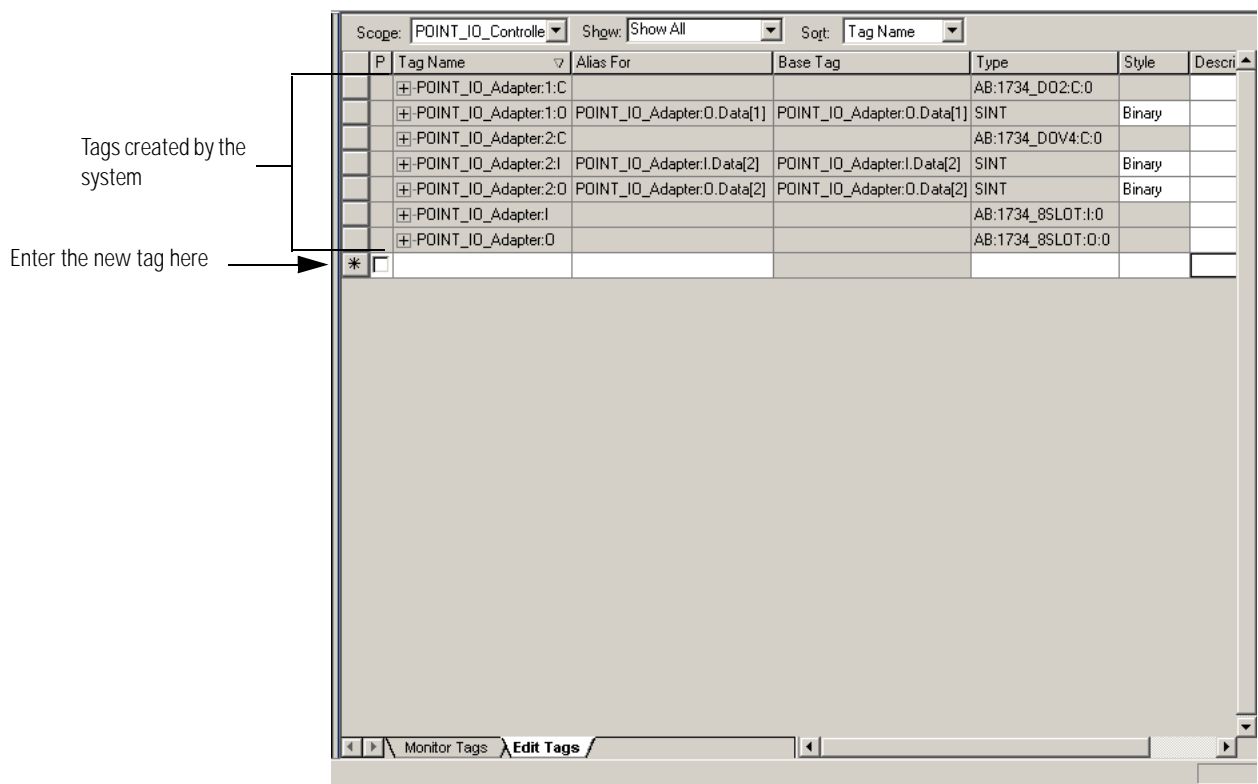 Scope: POINT_IO_Controlle Show: Show All Sort: Tag Name
P Tag Name Alias For Base Tag Type Style Descri
POINT_IO_Adapter:1:C AB:1734_DO2:C:0
POINT_IO_Adapter:1:O POINT_IO_Adapter:O.Data[1] POINT_IO_Adapter:O.Data[1] SINT Binary
POINT_IO_Adapter:2:C AB:1734_DOV4:C:0
POINT_IO_Adapter:2:I POINT_IO_Adapter:I.Data[2] POINT_IO_Adapter:I.Data[2] SINT Binary
POINT_IO_Adapter:2:O POINT_IO_Adapter:O.Data[2] POINT_IO_Adapter:O.Data[2] SINT Binary
POINT_IO_Adapter:I AB:1734_8SLOT:I:0
POINT_IO_Adapter:O AB:1734_8SLOT:O:0
Tags created by the
system
Enter the new tag here
Monitor Tags Edit Tags